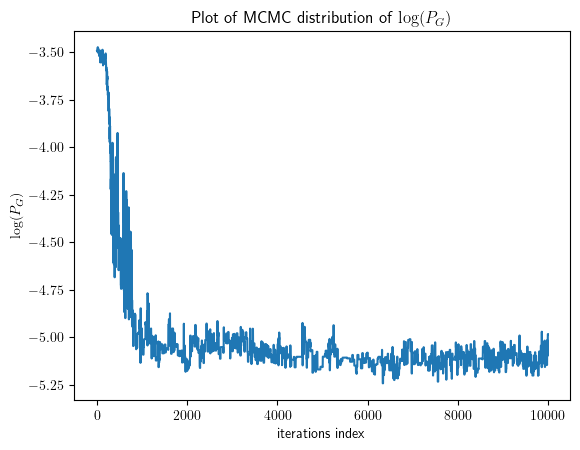 Plot of MCMC distribution of log(P_G)
log(P_G)
−3.50
−3.75
−4.00
−4.25
−4.50
−4.75
−5.00
−5.25
0 2000 4000 6000 8000 10000
iterations index